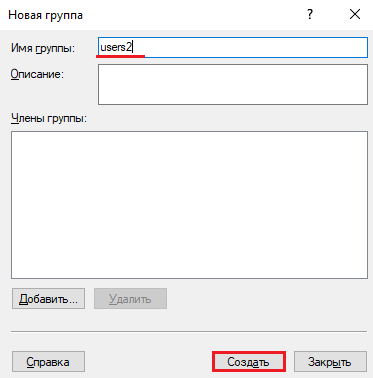 Новая группа
?
Имя группы: users2
Описание:
Члены группы:
Добавить... Удалить
Справка Создать Закрыть